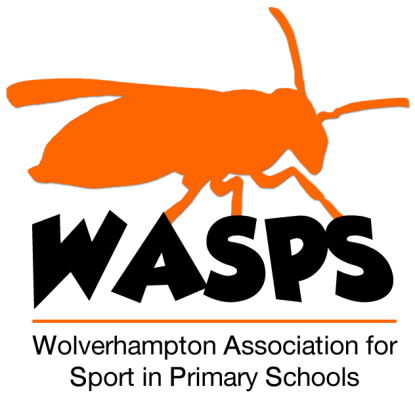 WASPS
Wolverhampton Association for
Sport in Primary Schools